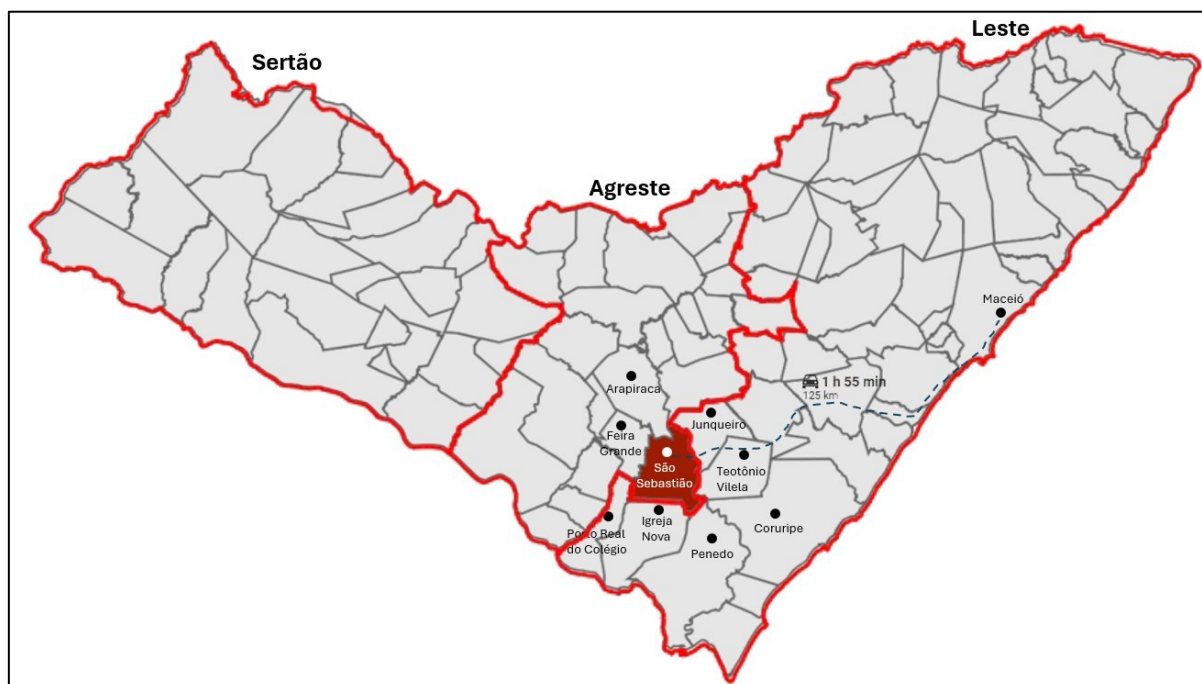 Leste
Sertão
Agreste
Maceió
Arapiraca
1 h 55 min
125 km
Junqueiro
Feira
Grande
São
Sebastião
Teotônio
Vilela
Porto Real
do Colégio
Igreja
Nova
Coruripe
Penedo